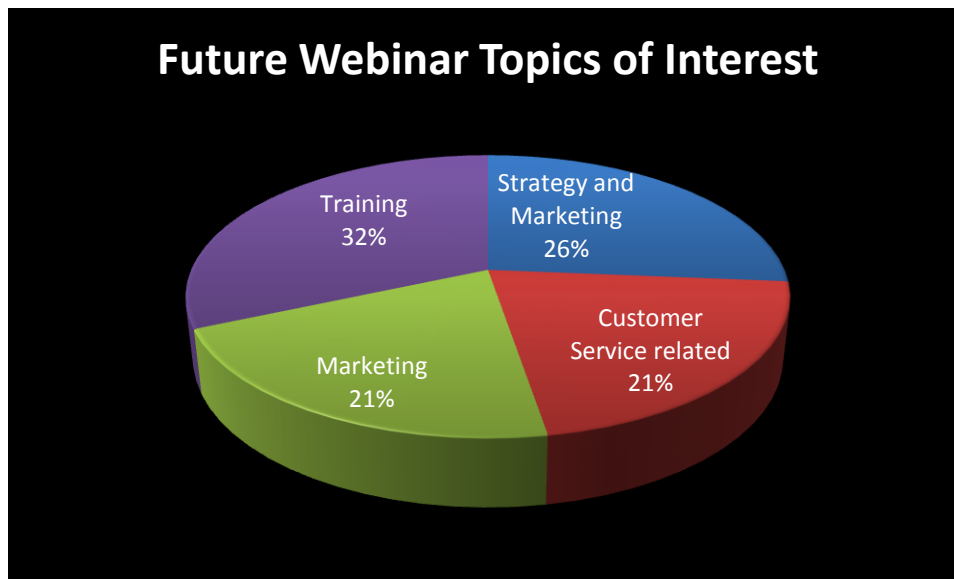 Future Webinar Topics of Interest
Training
32%
Strategy and
Marketing
26%
Customer
Service related
21%
Marketing
21%